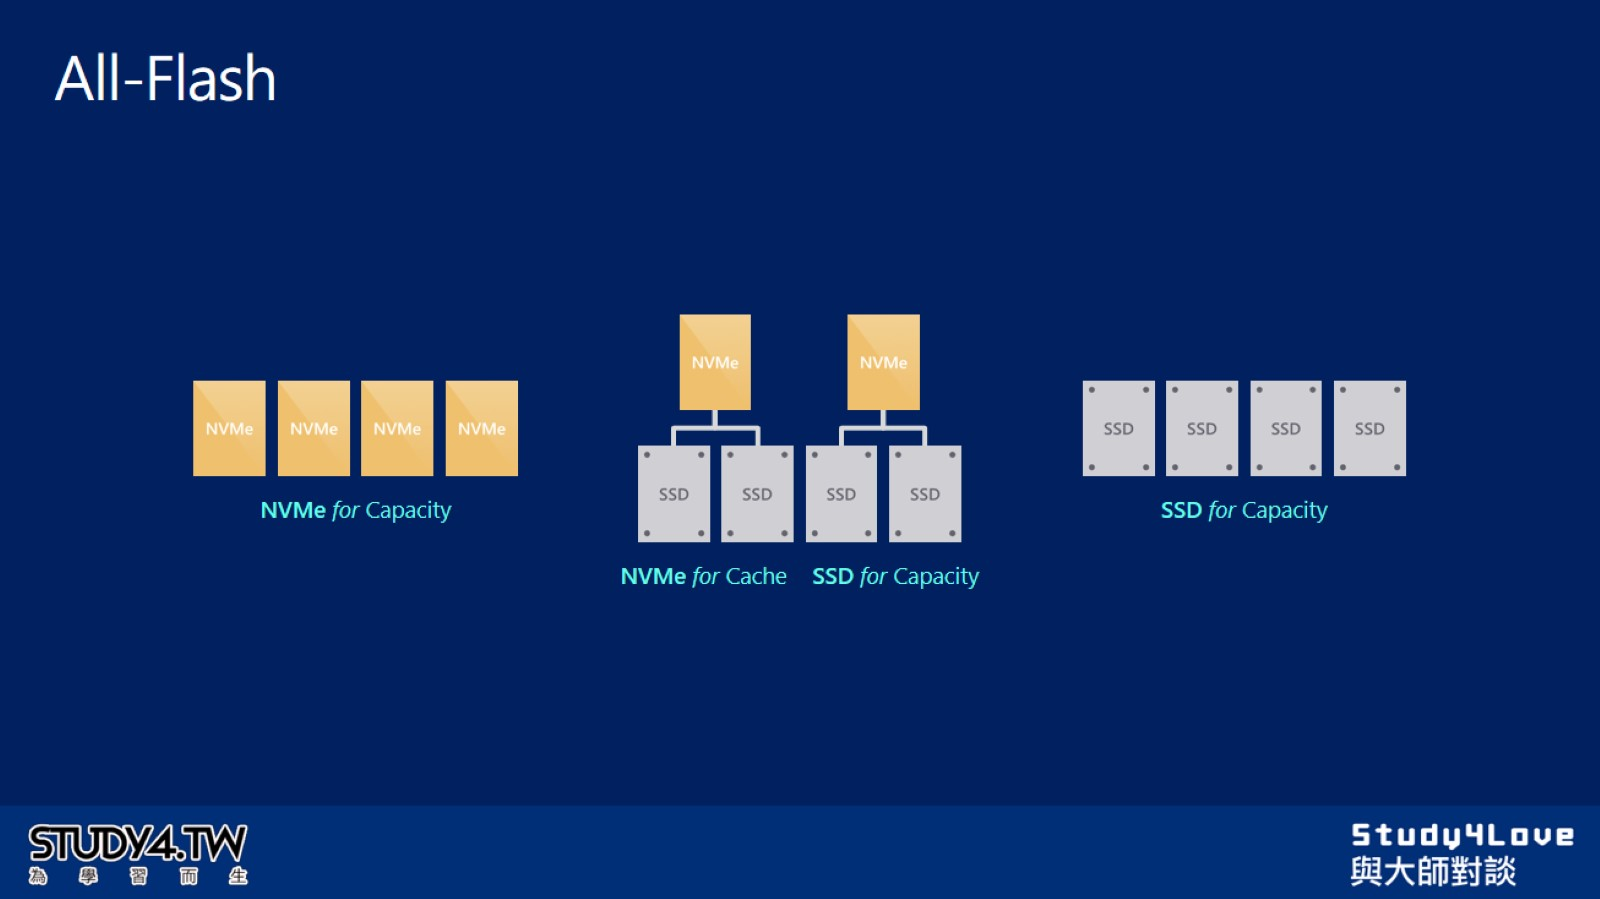 All-Flash
NVMe NVMe NVMe NVMe
NVMe for Capacity
NVMe NVMe
SSD SSD SSD SSD
NVMe for Cache SSD for Capacity
SSD SSD SSD SSD
SSD for Capacity
STUDY4.TW
為學習而生
Study4Love
與大師對談